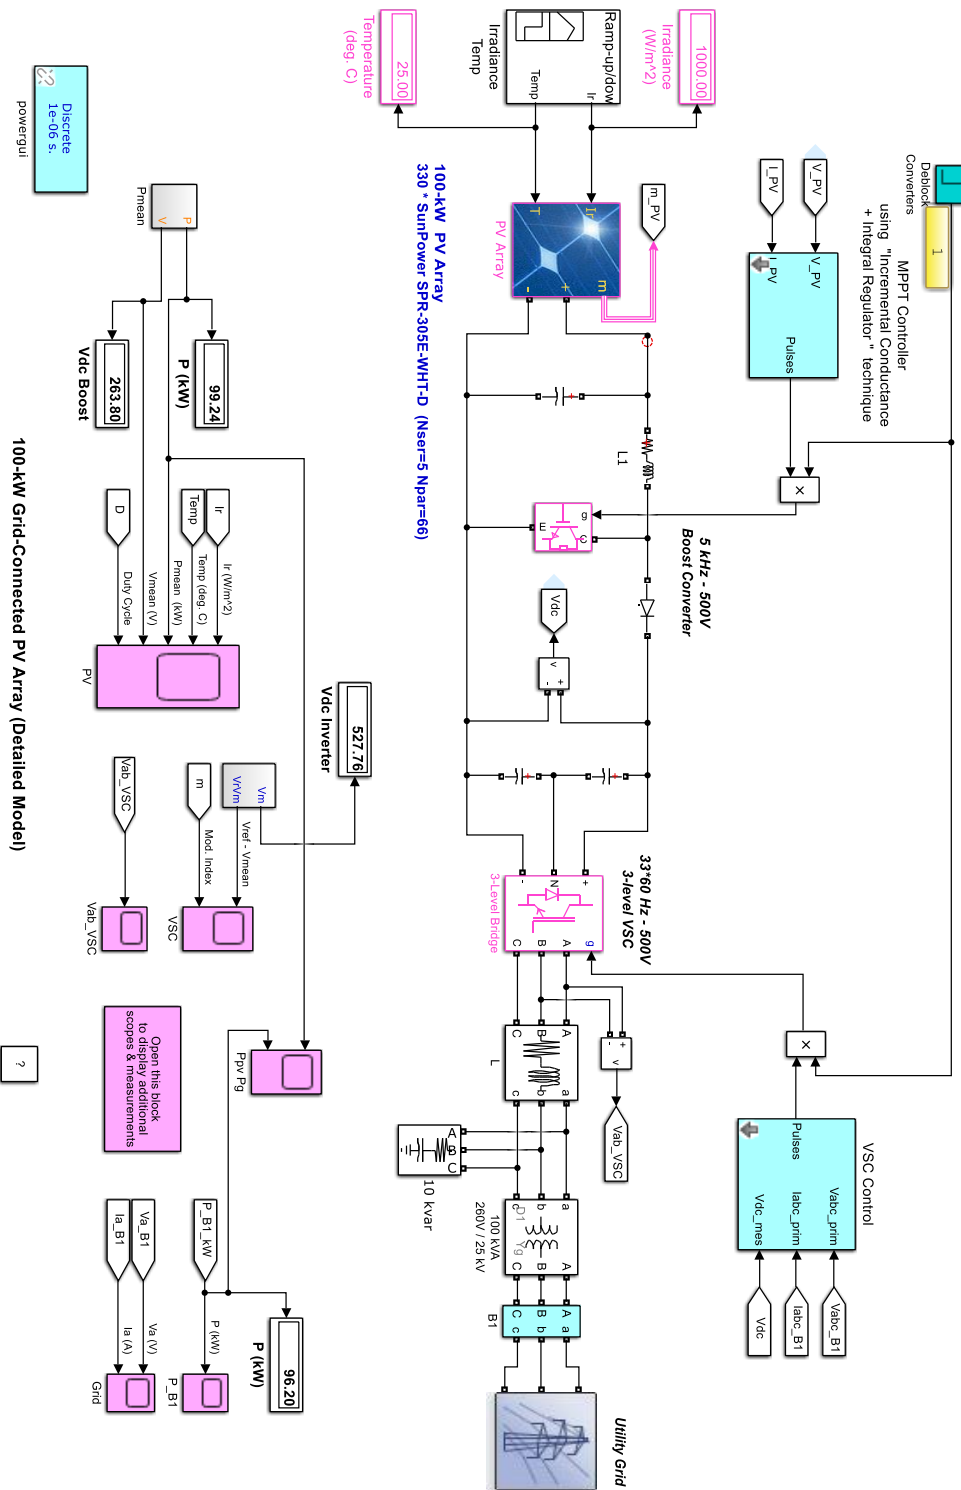 Deblock
Converters
1
MPPT Controller
using "Incremental Conductance
+ Integral Regulator " technique
V_PV
I_PV
V_PV
I_PV
Pulses
×
VSC Control
Pulses
Vabc_prim
Iabc_prim
Vdc_mes
Vabc_B1
Iabc_B1
Vdc
×
Irradiance
(W/m^2)
1000.00
Ramp-up/dow
Ir
Temp
Irradiance
Temp
25.00
Temperature
(deg. C)
m_PV
Ir
T
m
+
-
PV Array
100-kW PV Array
330 * SunPower SPR-305E-WHT-D (Nser=5 Npar=66)
+
+
L1
g
C
E
5 kHz - 500V
Boost Converter
Vdc
v
+
-
+
+
33*60 Hz - 500V
3-level VSC
+
N
-
g
A
B
C
3-Level Bridge
+
-
v
Vab_VSC
A
B
C
a
b
c
L
A
B
C
10 kvar
a
b
c
D1
Yg
A
B
C
100 kVA
260V / 25 kV
A
B
C
a
b
c
B1
Utility Grid
Discrete
1e-06 s.
powergui
P
V
Pmean
99.24
P (kW)
263.80
Vdc Boost
Ir
Temp
D
Ir (W/m^2)
Temp (deg. C)
Pmean (kW)
Vmean (V)
Duty Cycle
PV
527.76
Vdc Inverter
Vm
VrVm
m
Vref - Vmean
Mod. Index
VSC
Vab_VSC
Vab_VSC
Ppv Pg
Open this block
to display additional
scopes & measurements
P_B1_kW
96.20
P (kW)
P (kW)
P_B1
Va_B1
Ia_B1
Va (V)
Ia (A)
Grid
?
100-kW Grid-Connected PV Array (Detailed Model)